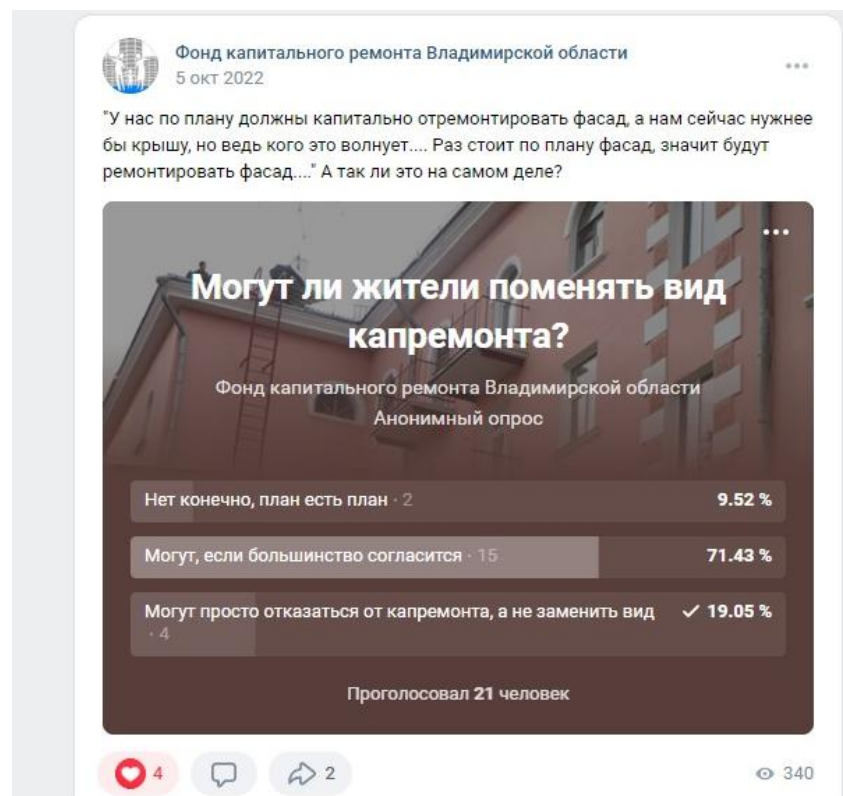 Фонд капитального ремонта Владимирской области
5 окт 2022
"У нас по плану должны капитально отремонтировать фасад, а нам сейчас нужнее
бы крышу, но ведь кого это волнует.... Раз стоит по плану фасад, значит будут
ремонтировать фасад...." А так ли это на самом деле?
Могут ли жители поменять вид
капремонта?
Фонд капитального ремонта Владимирской области
Анонимный опрос
Нет конечно, план есть план · 2 9.52 %
Могут, если большинство согласится · 15 71.43 %
Могут просто отказаться от капремонта, а не заменить вид ✓ 19.05 %
· 4
Проголосовал 21 человек
4 2 340